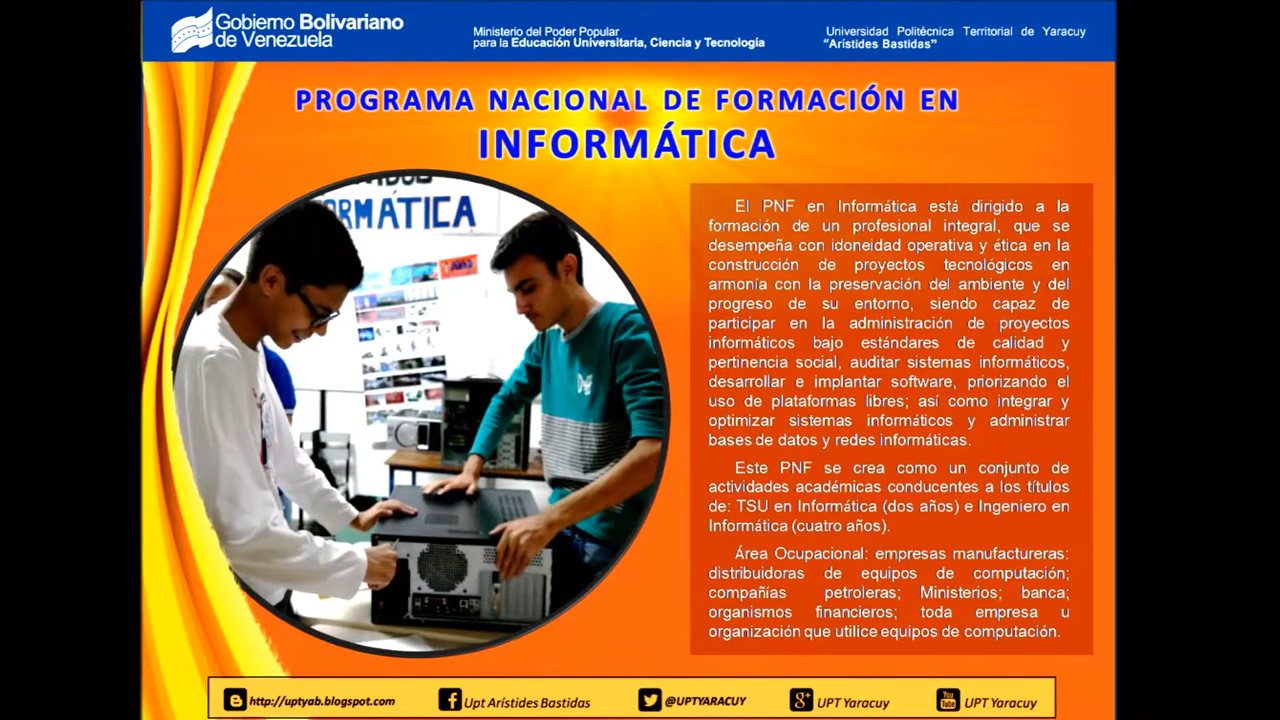 Gobierno Bolivariano
de Venezuela
Ministerio del Poder Popular
para la Educación Universitaria, Ciencia y Tecnología
Universidad Politécnica Territorial de Yaracuy
"Arístides Bastidas"
PROGRAMA NACIONAL DE FORMACIÓN EN
INFORMÁTICA
El PNF en Informática está dirigido a la
formación de un profesional integral, que se
desempeña con idoneidad operativa y ética en la
construcción de proyectos tecnológicos en
armonía con la preservación del ambiente y del
progreso de su entorno, siendo capaz de
participar en la administración de proyectos
informáticos bajo estándares de calidad y
pertinencia social, auditar sistemas informáticos,
desarrollar e implantar software, priorizando el
uso de plataformas libres; así como integrar y
optimizar sistemas informáticos y administrar
bases de datos y redes informáticas.
Este PNF se crea como un conjunto de
actividades académicas conducentes a los títulos
de: TSU en Informática (dos años) e Ingeniero en
Informática (cuatro años).
Área Ocupacional: empresas manufactureras:
distribuidoras de equipos de computación;
compañías petroleras; Ministerios; banca;
organismos financieros; toda empresa u
organización que utilice equipos de computación.
http://uptyab.blogspot.com
Upt Arístides Bastidas
@UPTYARACUY
UPT Yaracuy
UPT Yaracuy